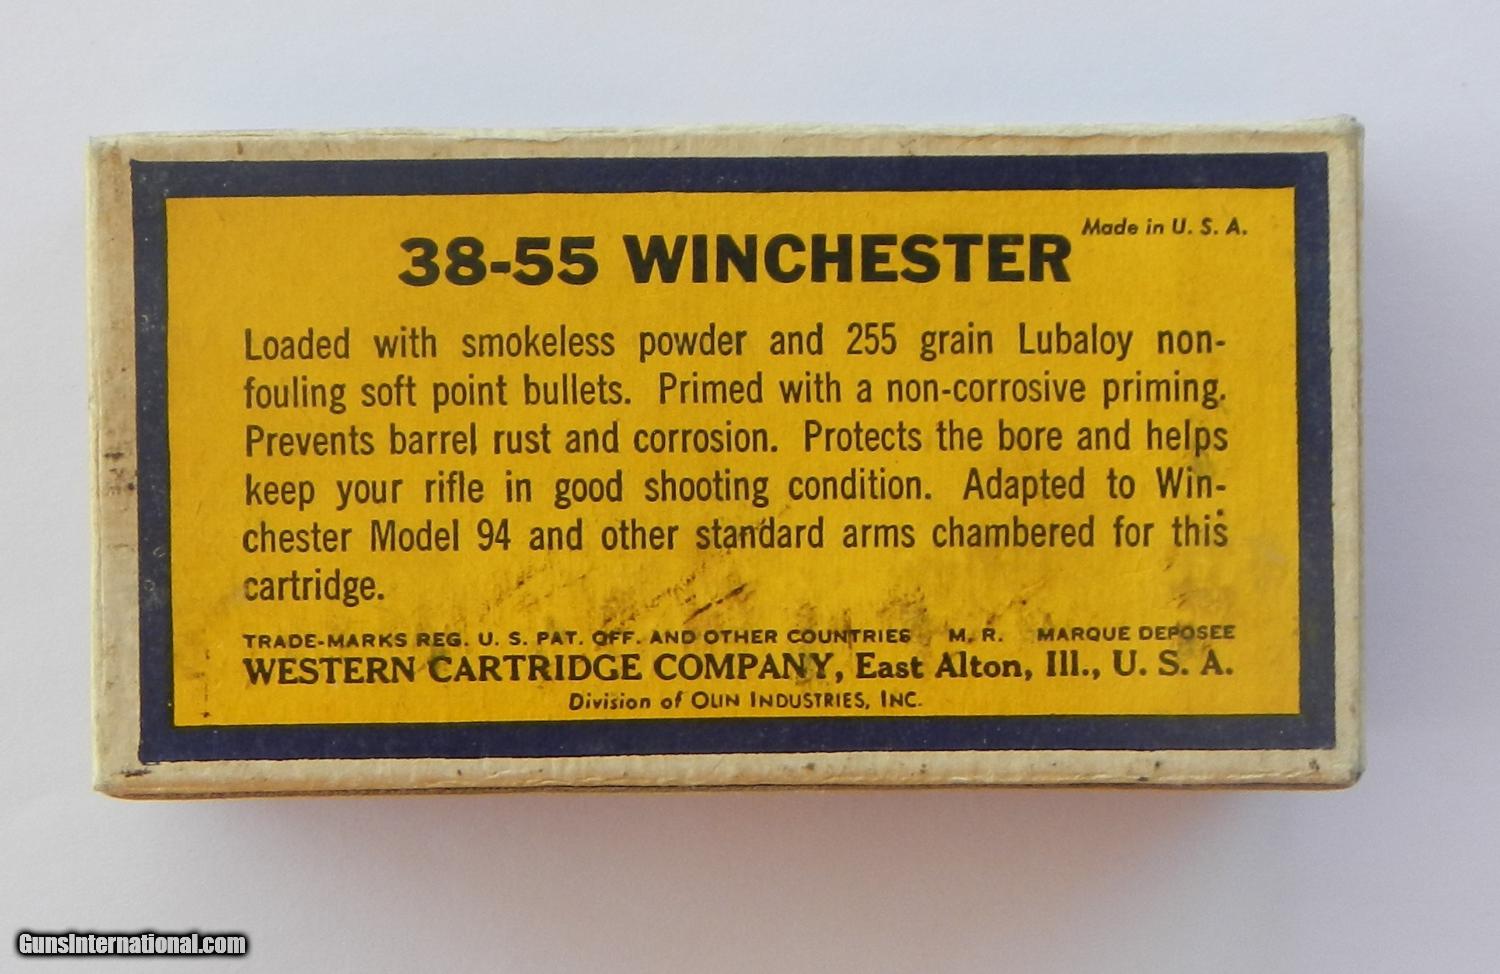 Made in U. S. A.
38-55 WINCHESTER
Loaded with smokeless powder and 255 grain Lubaloy non-
fouling soft point bullets. Primed with a non-corrosive priming.
Prevents barrel rust and corrosion. Protects the bore and helps
keep your rifle in good shooting condition. Adapted to Win-
chester Model 94 and other standard arms chambered for this
cartridge.
TRADE-MARKS REG. U. S. PAT. OFF. AND OTHER COUNTRIES M. R. MARQUE DEPOSEE
WESTERN CARTRIDGE COMPANY, East Alton, Ill., U. S. A.
Division of OLIN INDUSTRIES, INC.
GunsInternational.com